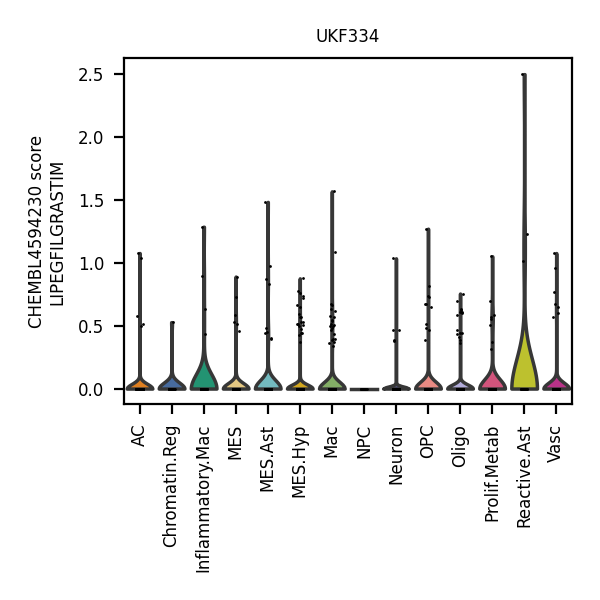 UKF334
CHEMBL4594230 score
LIPEGFILGRASTIM
2.5
2.0
1.5
1.0
0.5
0.0
AC
Chromatin.Reg
Inflammatory.Mac
MES
MES.Ast
MES.Hyp
Mac
NPC
Neuron
OPC
Oligo
Prolif.Metab
Reactive.Ast
Vasc